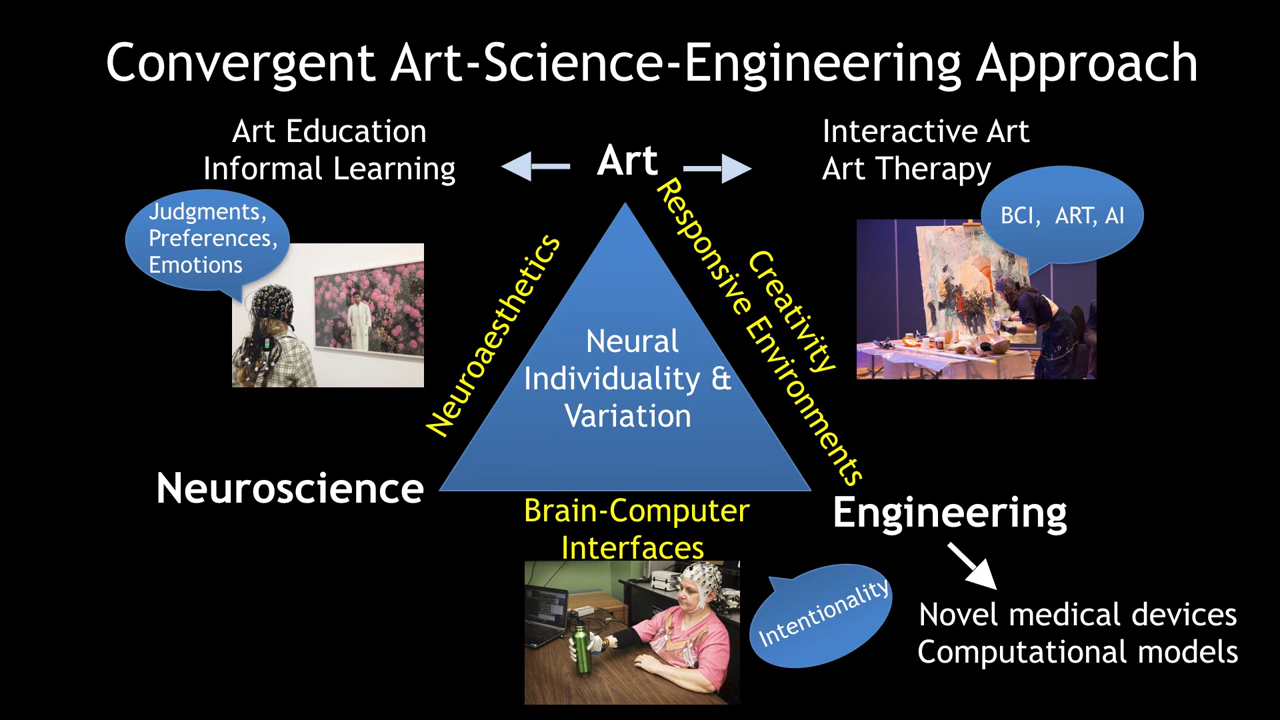 Convergent Art-Science-Engineering Approach
Art Education
Informal Learning
Art
Interactive Art
Art Therapy
Judgments,
Preferences,
Emotions
BCI, ART, AI
Neuroaesthetics
Responsive Environments
Creativity
Neural
Individuality &
Variation
Neuroscience
Engineering
Brain-Computer
Interfaces
Intentionality
Novel medical devices
Computational models